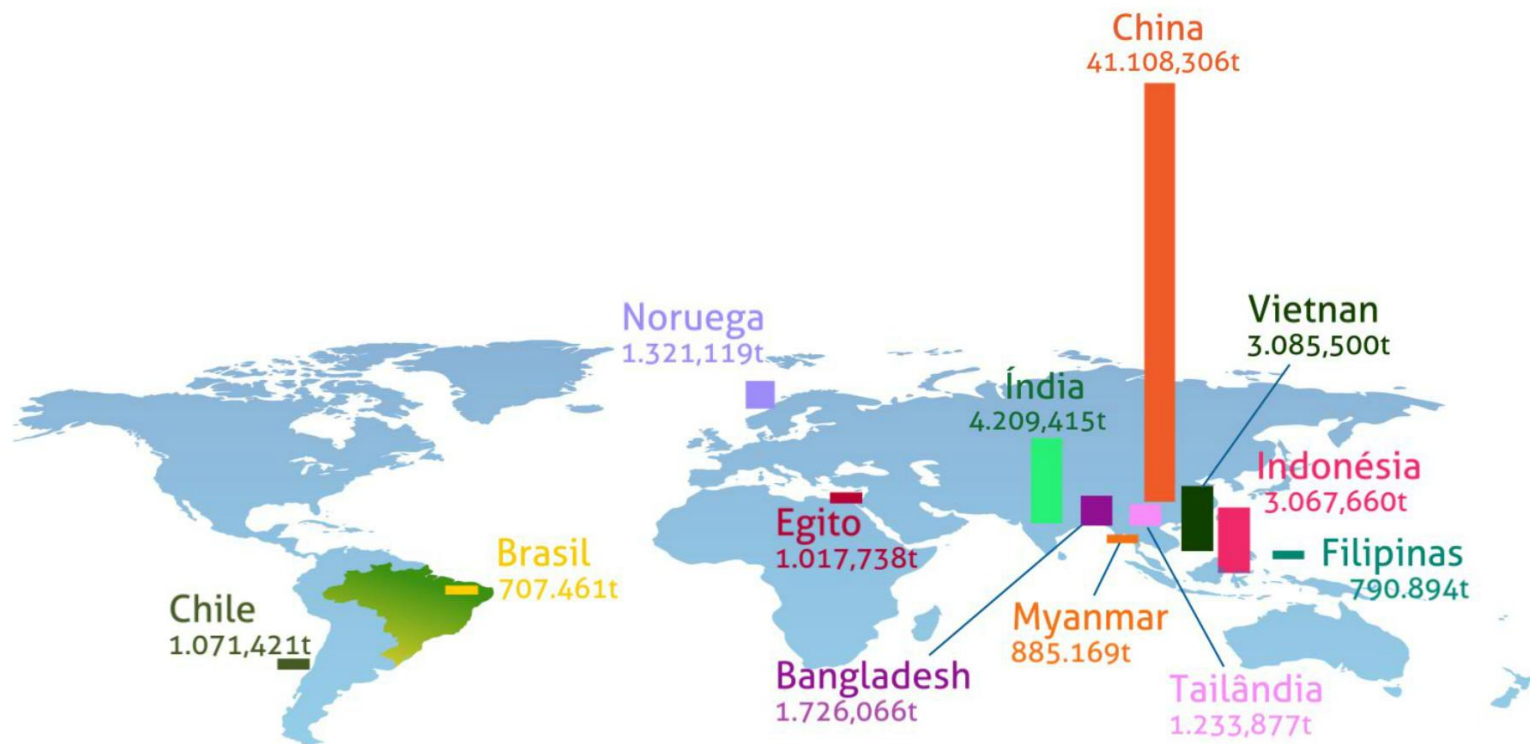 China
41.108,306t
Noruega
1.321,119t
Vietnan
3.085,500t
Índia
4.209,415t
Indonésia
3.067,660t
Egito
1.017,738t
Brasil
707.461t
Filipinas
790.894t
Chile
1.071,421t
Myanmar
885.169t
Bangladesh
1.726,066t
Tailândia
1.233,877t